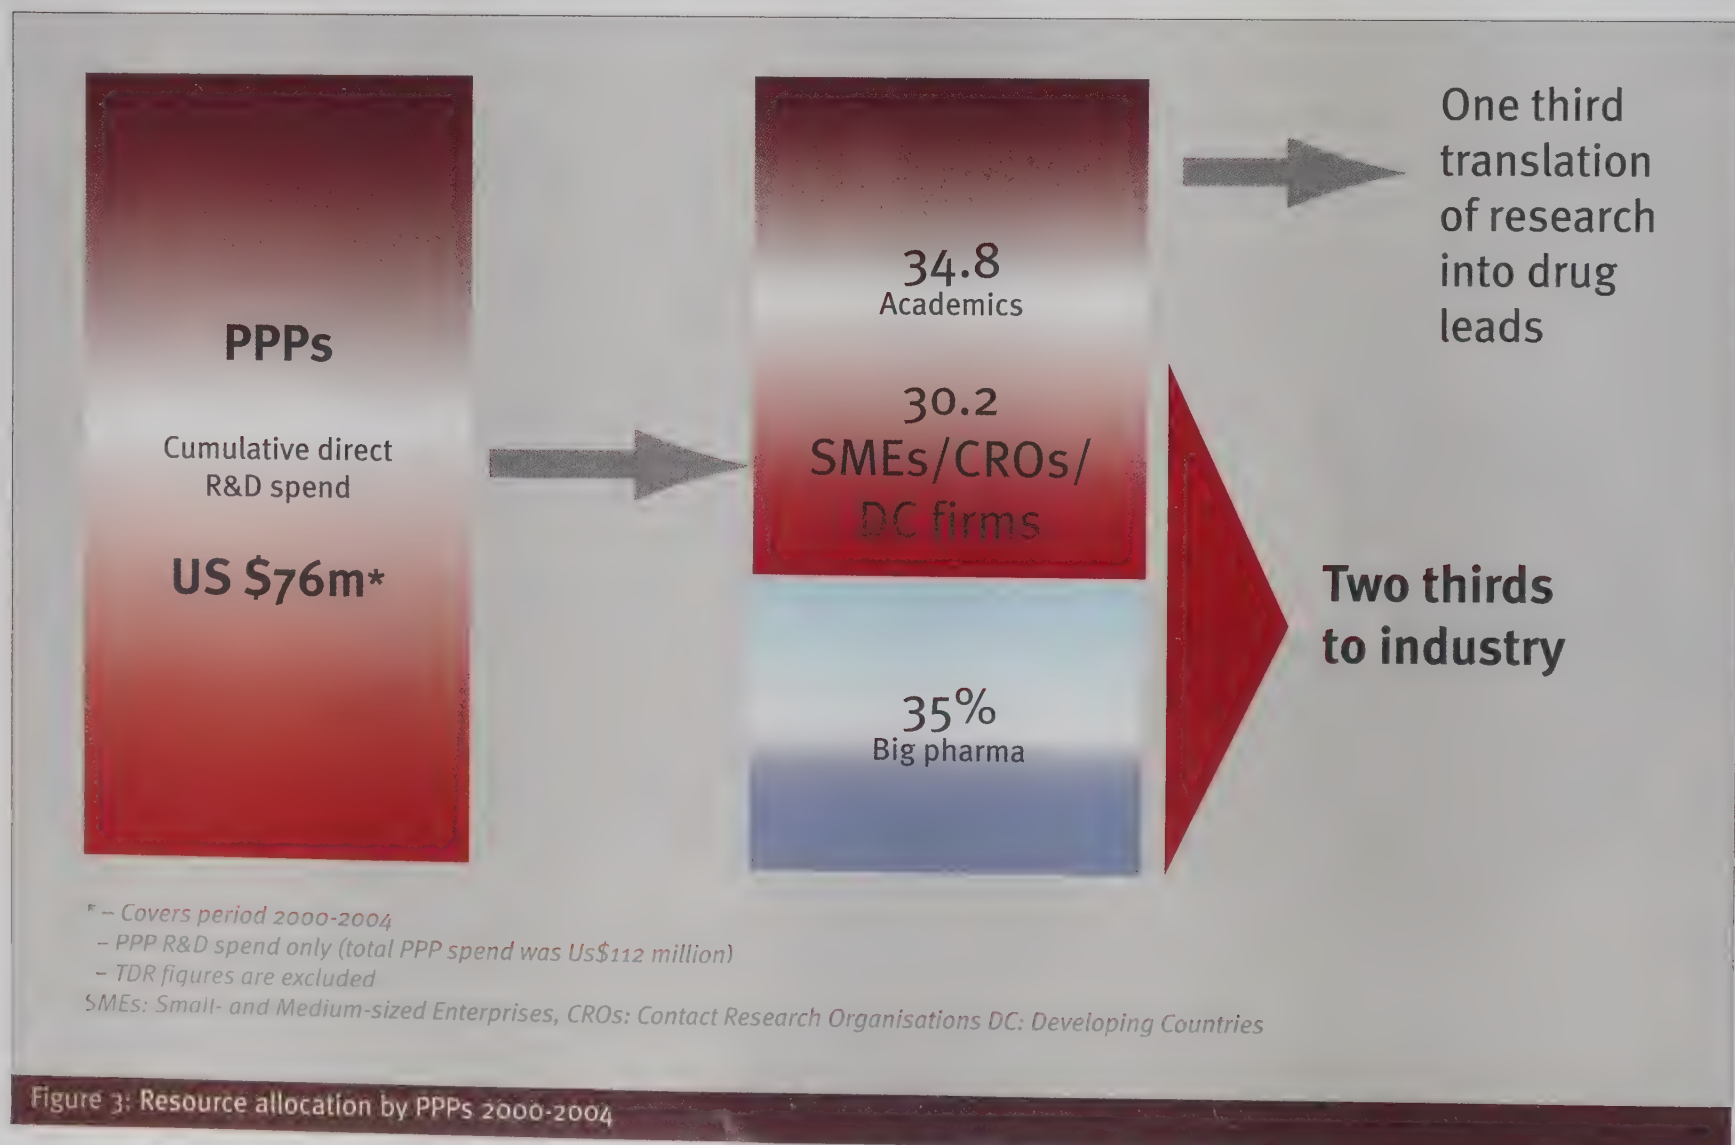 PPPs
Cumulative direct
R&D spend
US $76m*
34.8
Academics
30.2
SMEs/CROs/
DC firms
35%
Big pharma
One third
translation
of research
into drug
leads
Two thirds
to industry
* – Covers period 2000-2004
– PPP R&D spend only (total PPP spend was Us$112 million)
– TDR figures are excluded
SMEs: Small- and Medium-sized Enterprises, CROs: Contact Research Organisations DC: Developing Countries
Figure 3: Resource allocation by PPPs 2000-2004